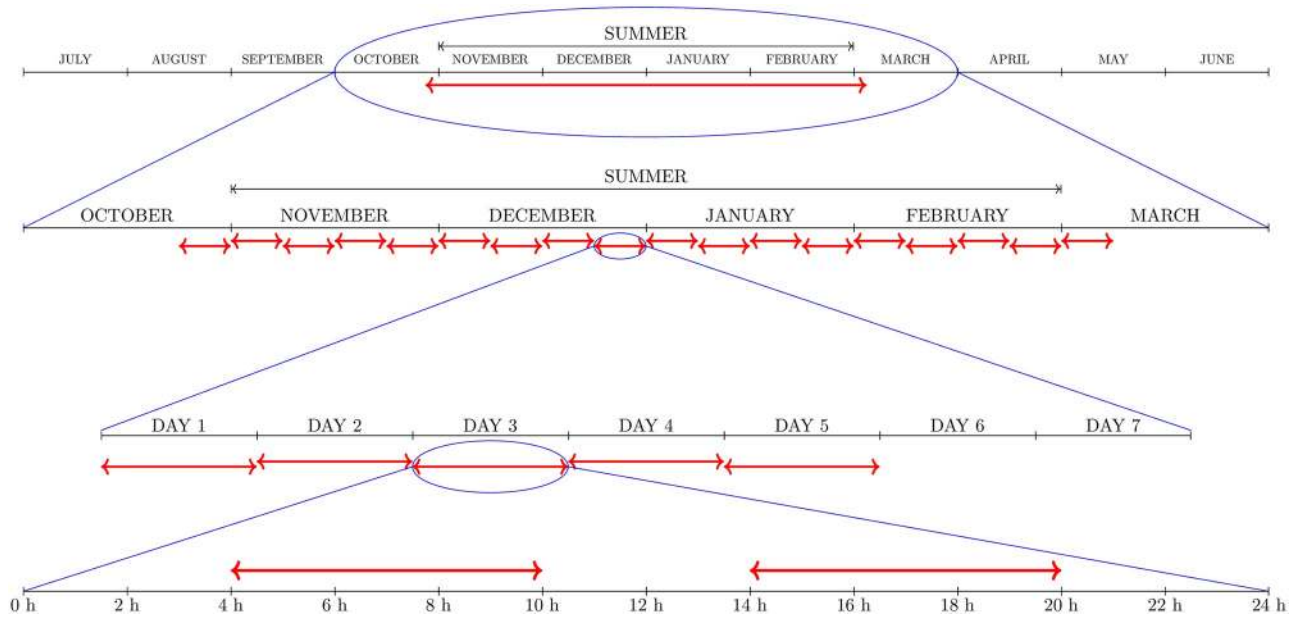 SUMMER
JULY AUGUST SEPTEMBER OCTOBER NOVEMBER DECEMBER JANUARY FEBRUARY MARCH APRIL MAY JUNE
SUMMER
OCTOBER NOVEMBER DECEMBER JANUARY FEBRUARY MARCH
DAY 1 DAY 2 DAY 3 DAY 4 DAY 5 DAY 6 DAY 7
0 h 2 h 4 h 6 h 8 h 10 h 12 h 14 h 16 h 18 h 20 h 22 h 24 h